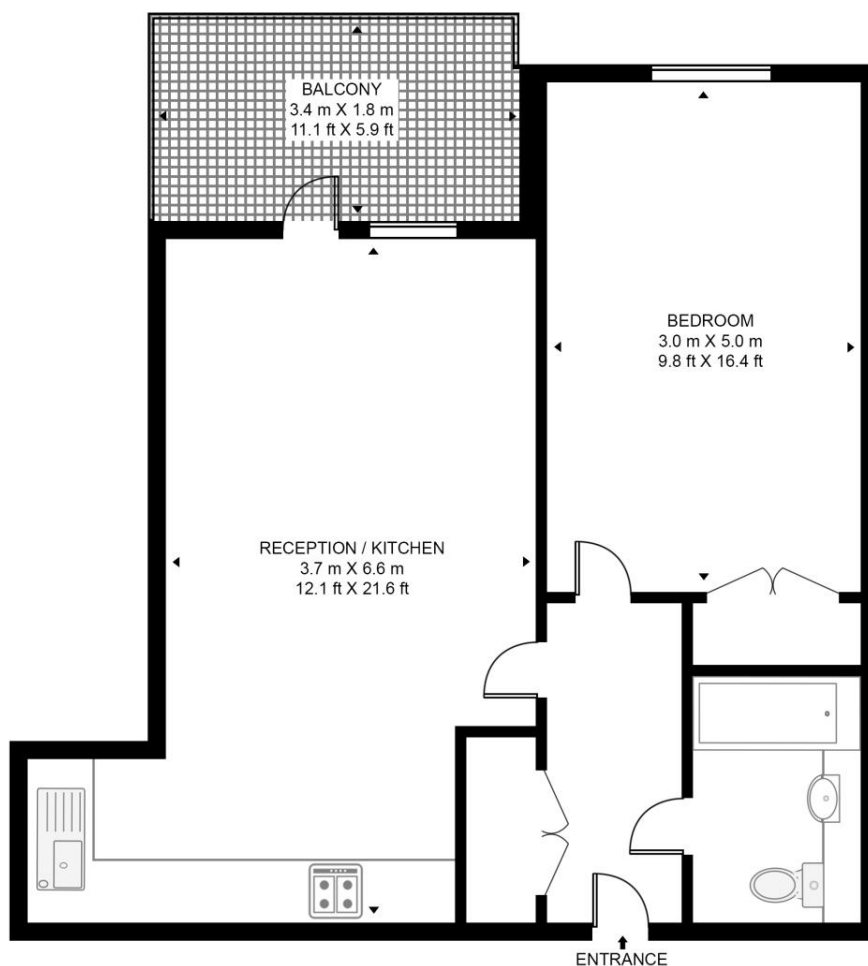 BALCONY
3.4 m X 1.8 m
11.1 ft X 5.9 ft
BEDROOM
3.0 m X 5.0 m
9.8 ft X 16.4 ft
RECEPTION / KITCHEN
3.7 m X 6.6 m
12.1 ft X 21.6 ft
ENTRANCE